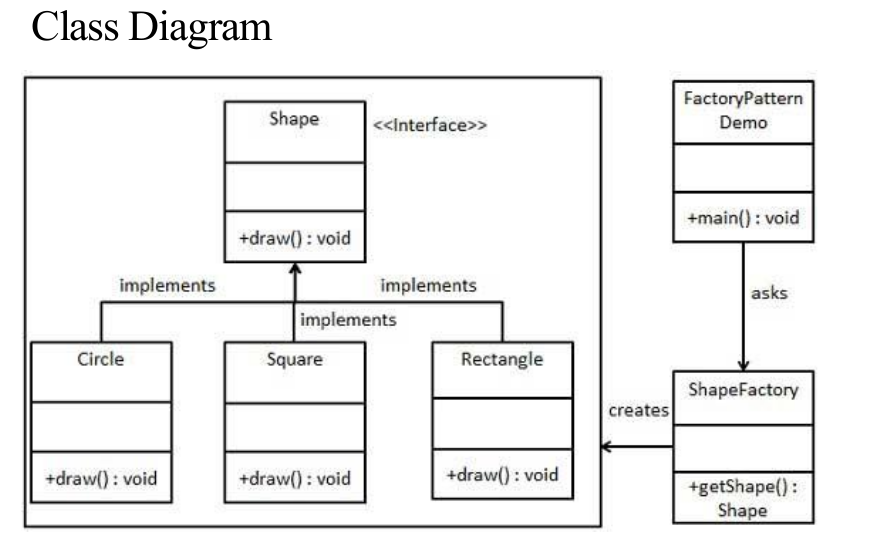 Class Diagram
Shape
<<Interface>>
+draw() : void
implements
implements
implements
Circle
+draw() : void
Square
+draw() : void
Rectangle
+draw() : void
FactoryPattern
Demo
+main() : void
asks
creates
ShapeFactory
+getShape() :
Shape